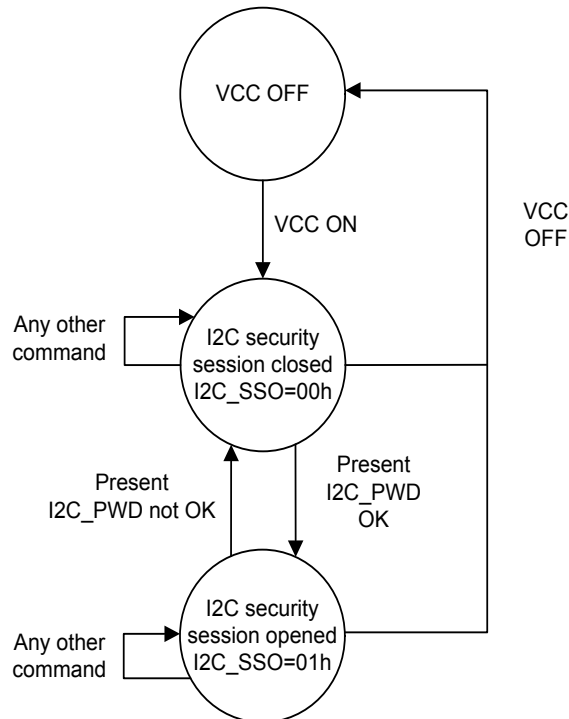 VCC OFF
VCC ON
VCC
OFF
Any other
command
I2C security
session closed
I2C_SSO=00h
Present
I2C_PWD not OK
Present
I2C_PWD
OK
I2C security
session opened
I2C_SSO=01h
Any other
command